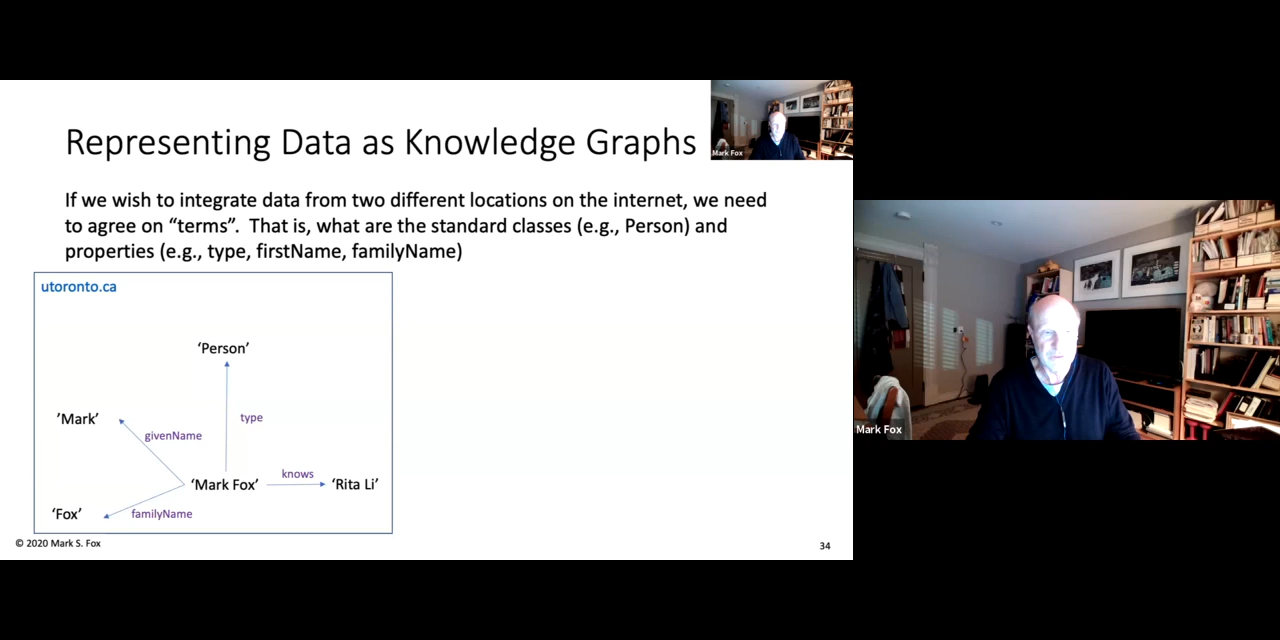 Representing Data as Knowledge Graphs
Mark Fox
If we wish to integrate data from two different locations on the internet, we need
to agree on “terms”. That is, what are the standard classes (e.g., Person) and
properties (e.g., type, firstName, familyName)
utoronto.ca
‘Person’
’Mark’
type
givenName
knows
‘Mark Fox’
‘Rita Li’
‘Fox’
familyName
© 2020 Mark S. Fox
34
Mark Fox